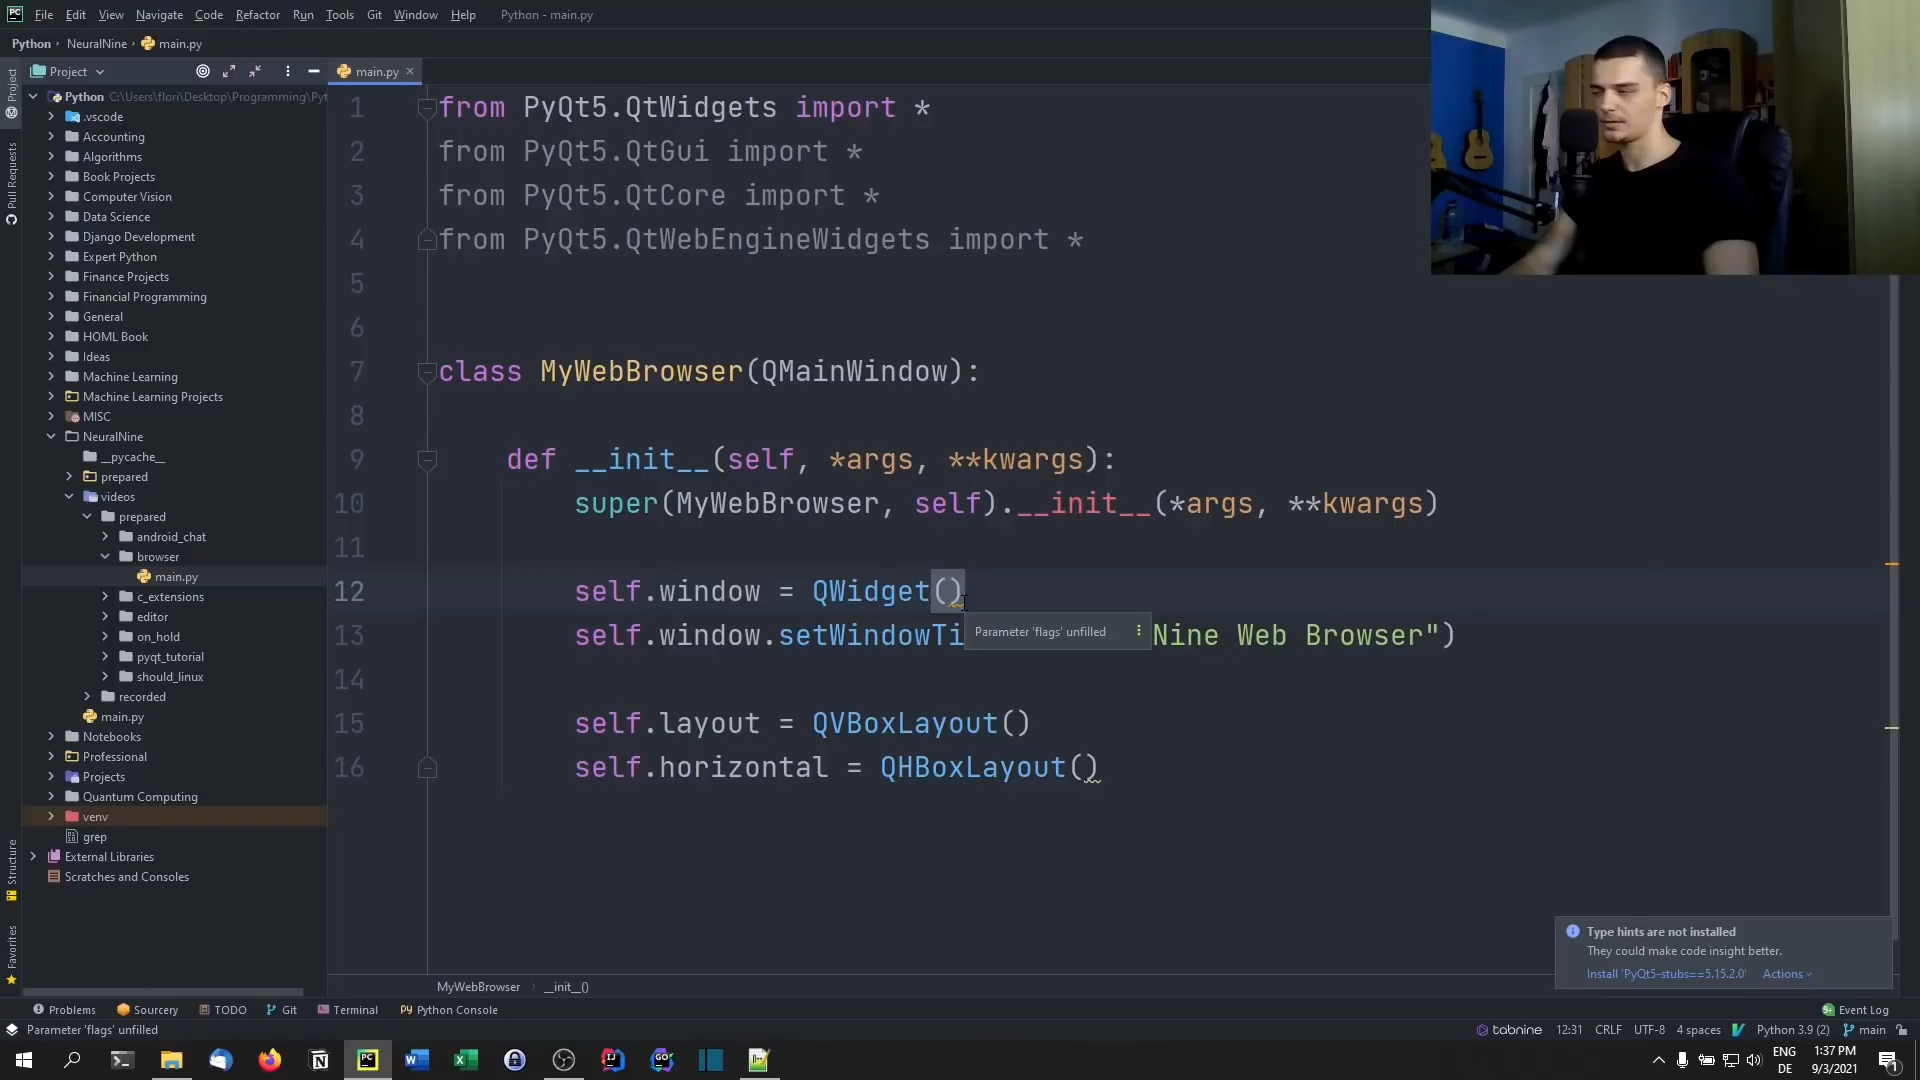 File Edit View Navigate Code Refactor Run Tools Git Window Help Python - main.py
Python NeuralNine main.py
Project
main.py
Project
Pull Requests
Structure
Favorites
Python C:\Users\flori\Desktop\Programming\Pyt
.vscode
Accounting
Algorithms
Book Projects
Computer Vision
Data Science
Django Development
Expert Python
Finance Projects
Financial Programming
General
HOML Book
Ideas
Machine Learning
Machine Learning Projects
MISC
NeuralNine
__pycache__
prepared
videos
prepared
android_chat
browser
main.py
c_extensions
editor
on_hold
pyqt_tutorial
should_linux
recorded
main.py
Notebooks
Professional
Projects
Quantum Computing
venv
grep
External Libraries
Scratches and Consoles
1 from PyQt5.QtWidgets import *
2 from PyQt5.QtGui import *
3 from PyQt5.QtCore import *
4 from PyQt5.QtWebEngineWidgets import *
5
6
7 class MyWebBrowser(QMainWindow):
8
9 def __init__(self, *args, **kwargs):
10 super(MyWebBrowser, self).__init__(*args, **kwargs)
11
12 self.window = QWidget()
13 self.window.setWindowTi Nine Web Browser")
Parameter 'flags' unfilled
14
15 self.layout = QVBoxLayout()
16 self.horizontal = QHBoxLayout()
Type hints are not installed
They could make code insight better.
Install 'PyQt5-stubs==5.15.2.0' Actions
MyWebBrowser __init__()
Problems Sourcery TODO Git Terminal Python Console Event Log
Parameter 'flags' unfilled tabnine 12:31 CRLF UTF-8 4 spaces Python 3.9 (2) main
ENG 1:37 PM
DE 9/3/2021